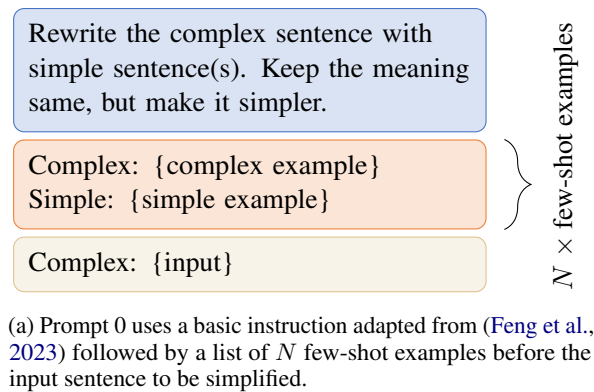 Rewrite the complex sentence with
simple sentence(s). Keep the meaning
same, but make it simpler.
Complex: {complex example}
Simple: {simple example}
N × few-shot examples
Complex: {input}
(a) Prompt 0 uses a basic instruction adapted from (Feng et al.,
2023) followed by a list of N few-shot examples before the
input sentence to be simplified.